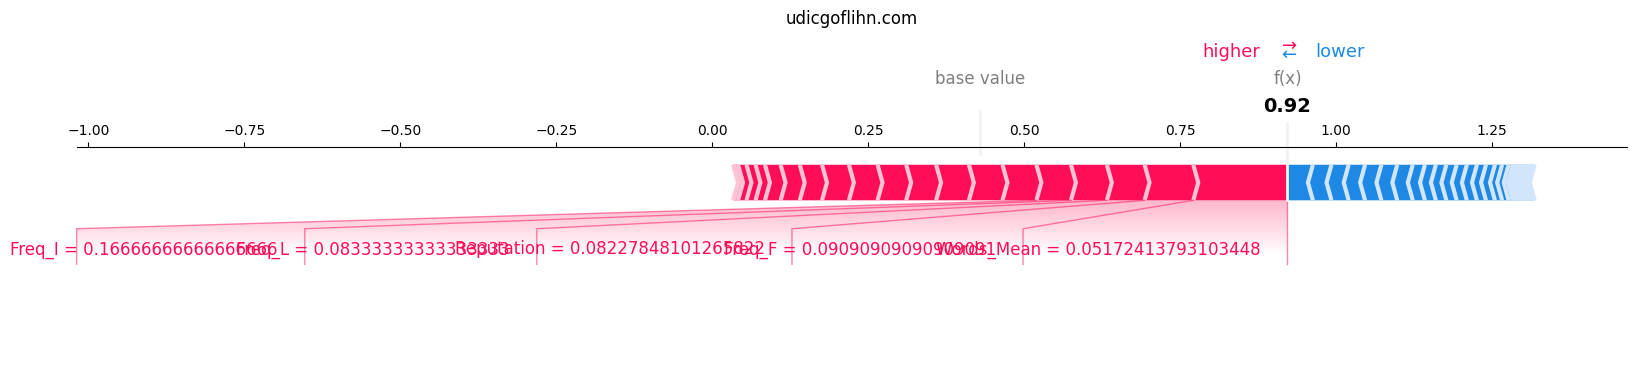 udicgoflihn.com
higher ⇄ lower
base value f(x)
0.92
−1.00 −0.75 −0.50 −0.25 0.00 0.25 0.50 0.75 1.00 1.25
Freq_I = 0.16666666666666666 Freq_L = 0.08333333333333333 Reputation = 0.08227848101265822 Freq_F = 0.09090909090909091 Words_Mean = 0.05172413793103448